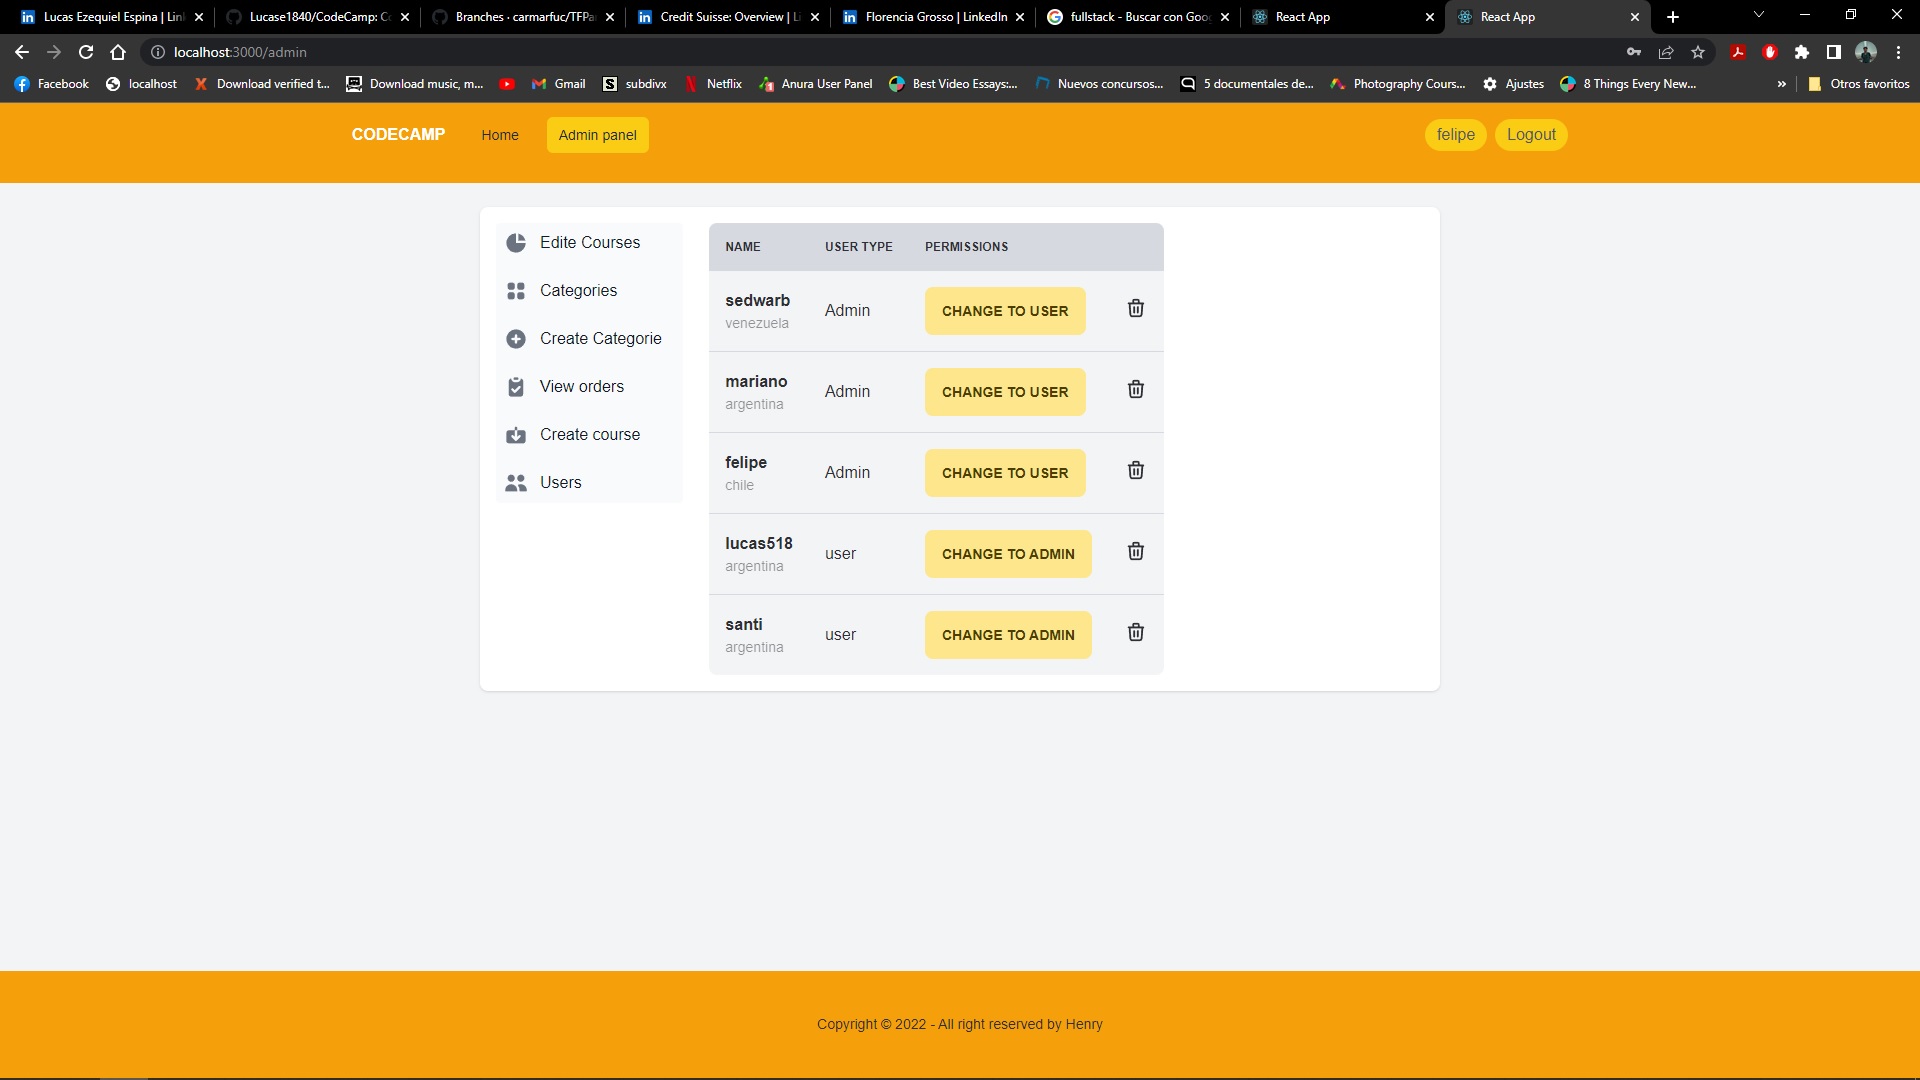 Lucas Ezequiel Espina | Lin
Lucase1840/CodeCamp: C
Branches · carmarfuc/TFPa
Credit Suisse: Overview | L
Florencia Grosso | LinkedIn
fullstack - Buscar con Goo
React App
React App
localhost:3000/admin
Facebook
localhost
Download verified t...
Download music, m...
Gmail
subdivx
Netflix
Anura User Panel
Best Video Essays:...
Nuevos concursos...
5 documentales de...
Photography Cours...
Ajustes
8 Things Every New...
»
Otros favoritos
CODECAMP
Home
Admin panel
felipe
Logout
Edite Courses
Categories
Create Categorie
View orders
Create course
Users
NAME USER TYPE PERMISSIONS
sedwarb
venezuela
Admin
CHANGE TO USER
mariano
argentina
Admin
CHANGE TO USER
felipe
chile
Admin
CHANGE TO USER
lucas518
argentina
user
CHANGE TO ADMIN
santi
argentina
user
CHANGE TO ADMIN
Copyright © 2022 - All right reserved by Henry